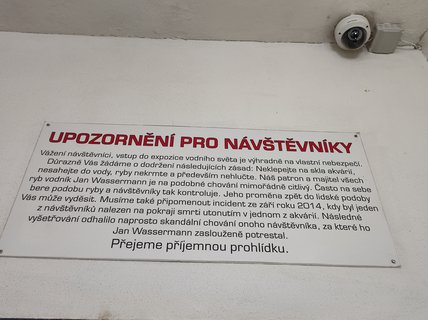 UPOZORNĚNÍ PRO NÁVŠTĚVNÍKY
Vážení návštěvníci, vstup do expozice vodního světa je výhradně na vlastní nebezpečí.
Důrazně Vás žádáme o dodržení následujících zásad: Neklepejte na skla akvárií,
nesahejte do vody, ryby nekrmte a především nehlučte. Náš patron a majitel všech
ryb vodník Jan Wassermann je na podobné chování mimořádně citlivý. Často na sebe
bere podobu ryby a návštěvníky tak kontroluje. Jeho proměna zpět do lidské podoby
Vás může vyděsit. Musíme také připomenout incident ze září roku 2014, kdy byl jeden
z návštěvníků nalezen na pokraji smrti utonutím v jednom z akvárií. Následné
vyšetřování odhalilo naprosto skandální chování onoho návštěvníka, za které ho
Jan Wassermann zaslouženě potrestal.
Přejeme příjemnou prohlídku.